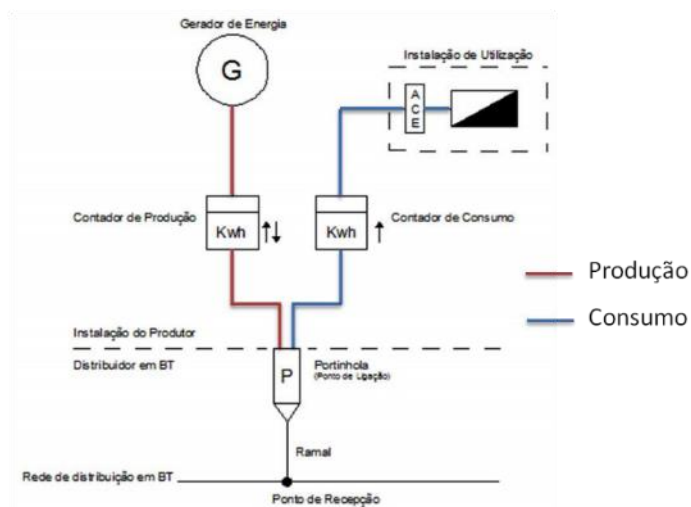 Gerador de Energia
G
Instalação de Utilização
A
C
E
Contador de Produção
Kwh
Kwh
Contador de Consumo
Produção
Consumo
Instalação do Produtor
Distribuidor em BT
P
Portinhola
(Ponto de Ligação)
Ramal
Rede de distribuição em BT
Ponto de Recepção